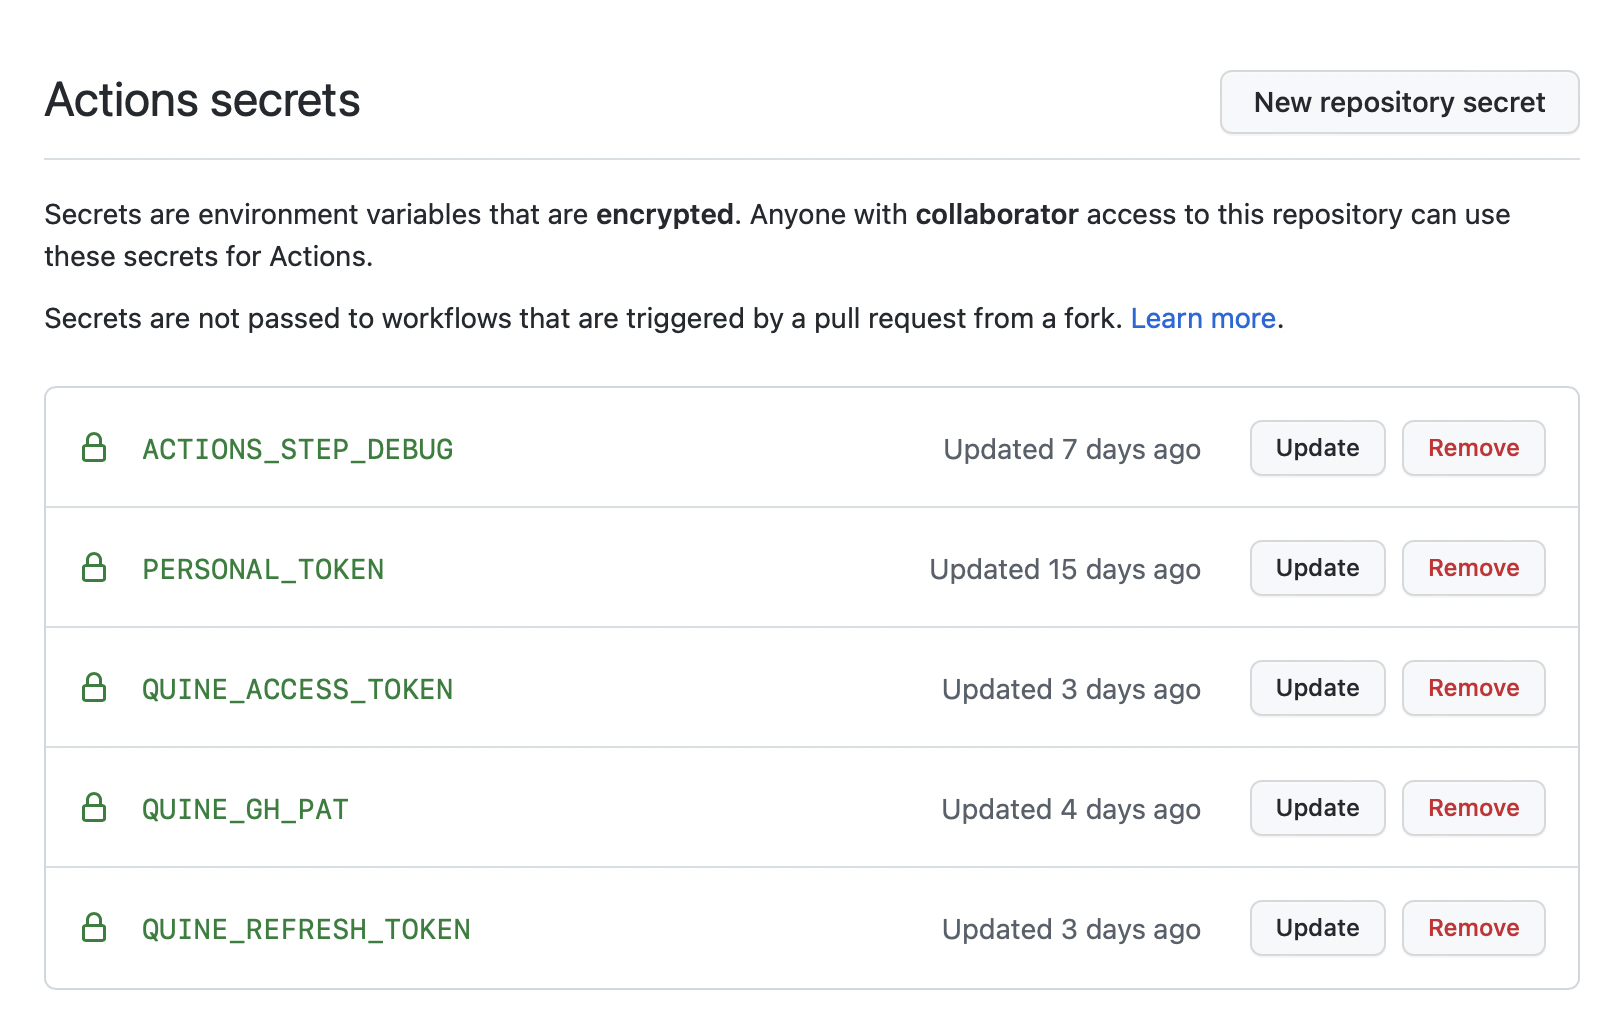 Actions secrets
New repository secret
Secrets are environment variables that are encrypted. Anyone with collaborator access to this repository can use
these secrets for Actions.
Secrets are not passed to workflows that are triggered by a pull request from a fork. Learn more.
ACTIONS_STEP_DEBUG Updated 7 days ago Update Remove
PERSONAL_TOKEN Updated 15 days ago Update Remove
QUINE_ACCESS_TOKEN Updated 3 days ago Update Remove
QUINE_GH_PAT Updated 4 days ago Update Remove
QUINE_REFRESH_TOKEN Updated 3 days ago Update Remove